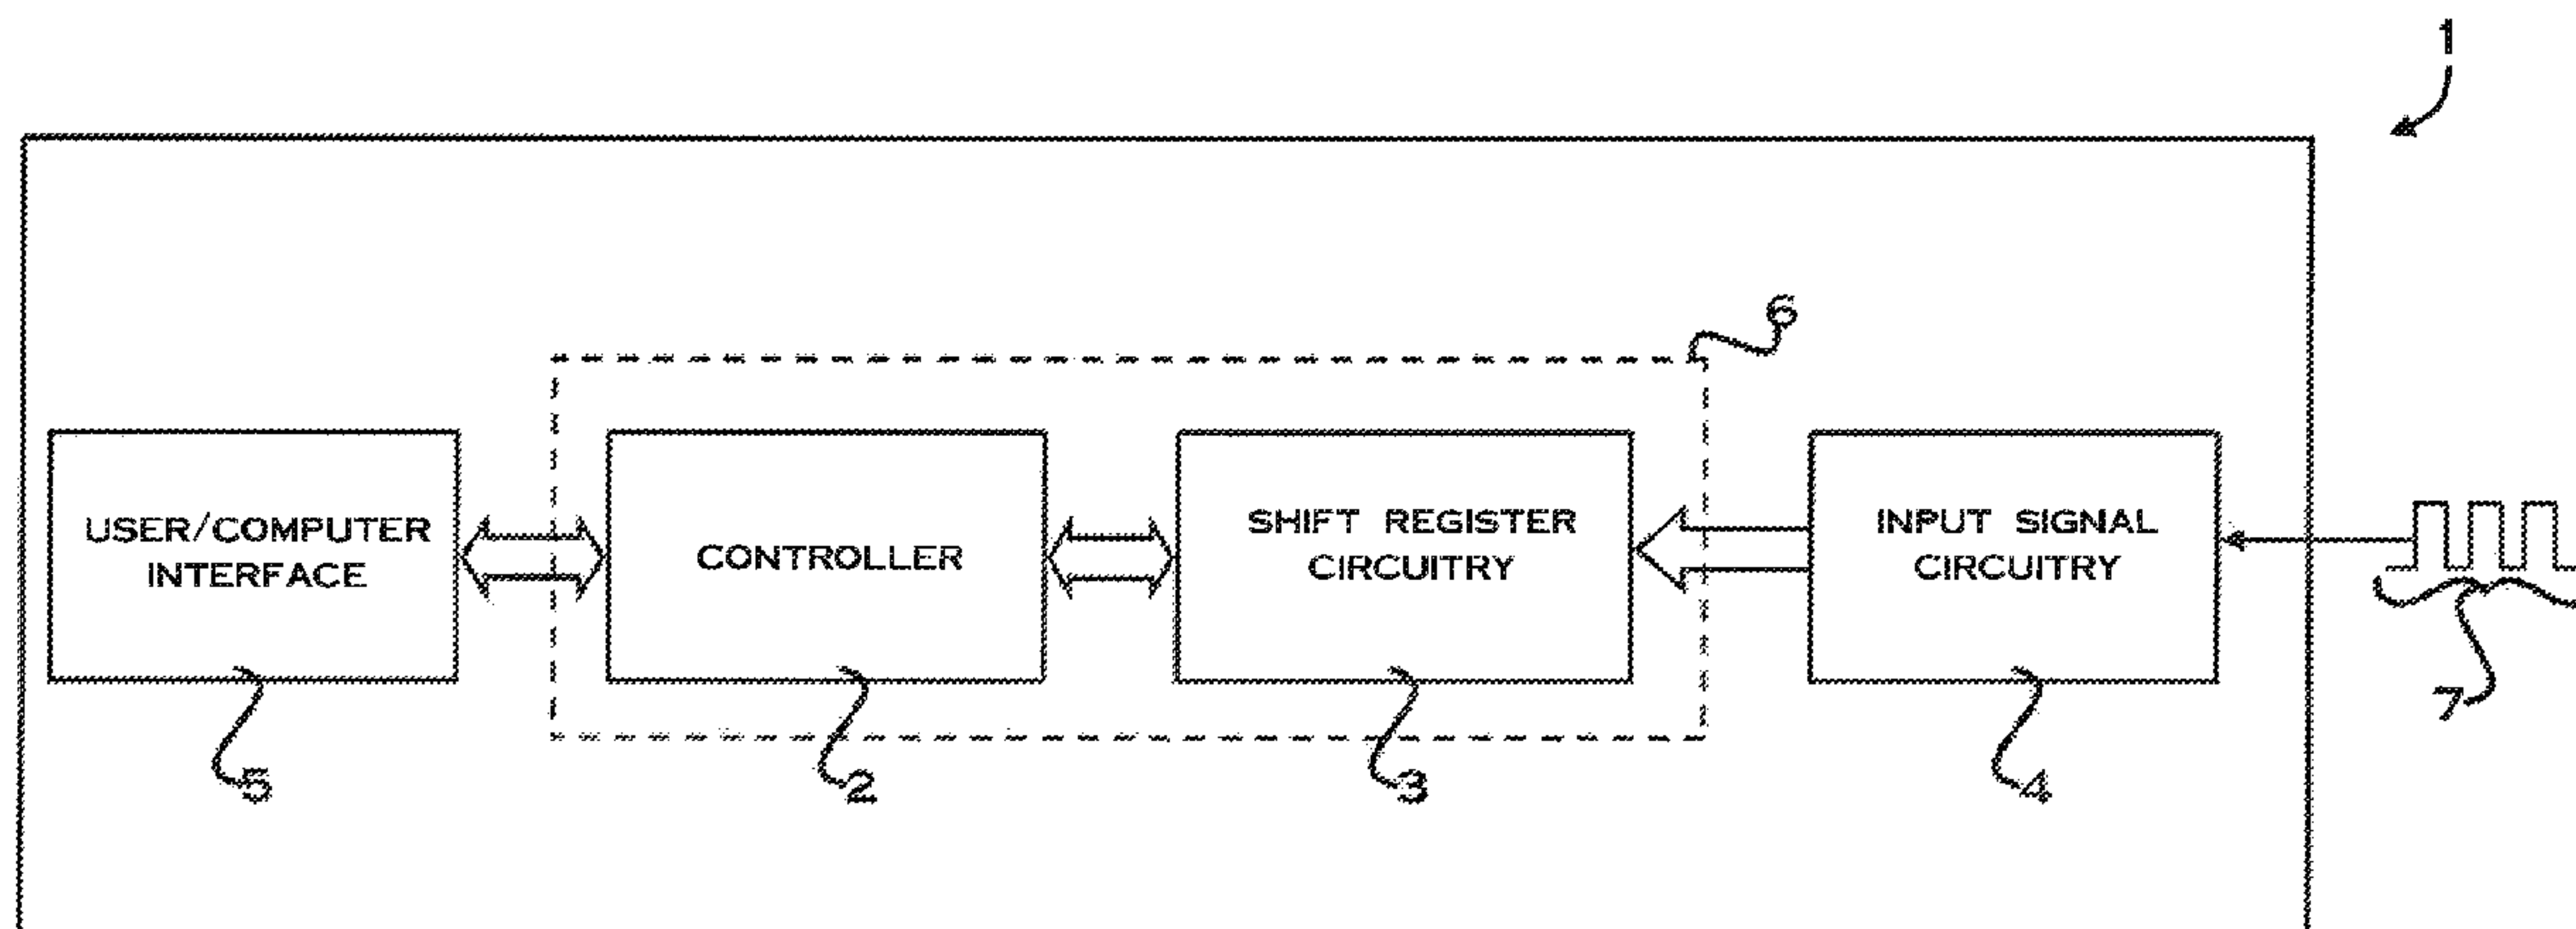 1
6
USER/COMPUTER
INTERFACE
CONTROLLER
SHIFT REGISTER
CIRCUITRY
INPUT SIGNAL
CIRCUITRY
7
5
2
3
4